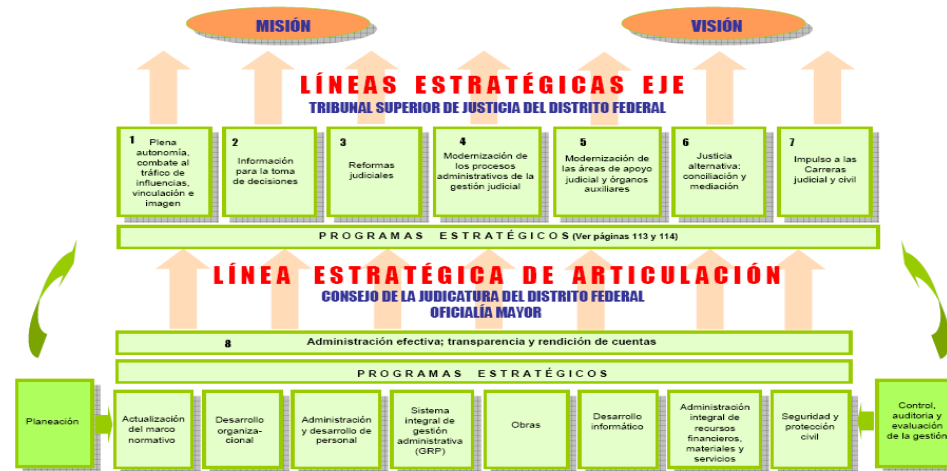 MISIÓN
VISIÓN
LÍNEAS ESTRATÉGICAS EJE
TRIBUNAL SUPERIOR DE JUSTICIA DEL DISTRITO FEDERAL
1 Plena
autonomía,
combate al
tráfico de
influencias,
vinculación e
imagen
2
Información
para la toma
de decisiones
3
Reformas
judiciales
4
Modernización de
los procesos
administrativos de la
gestión judicial
5
Modernización de
las áreas de apoyo
judicial y órganos
auxiliares
6
Justicia
alternativa:
conciliación y
mediación
7
Impulso a las
Carreras
judicial y civil
PROGRAMAS ESTRATÉGICOS (Ver páginas 113 y 114)
LÍNEA ESTRATÉGICA DE ARTICULACIÓN
CONSEJO DE LA JUDICATURA DEL DISTRITO FEDERAL
OFICIALÍA MAYOR
8 Administración efectiva; transparencia y rendición de cuentas
PROGRAMAS ESTRATÉGICOS
Planeación
Actualización
del marco
normativo
Desarrollo
organiza-
cional
Administración
y desarrollo de
personal
Sistema
integral de
gestión
administrativa
(GRP)
Obras
Desarrollo
informático
Administración
integral de
recursos
financieros,
materiales y
servicios
Seguridad y
protección
civil
Control,
auditoria y
evaluación
de la gestión